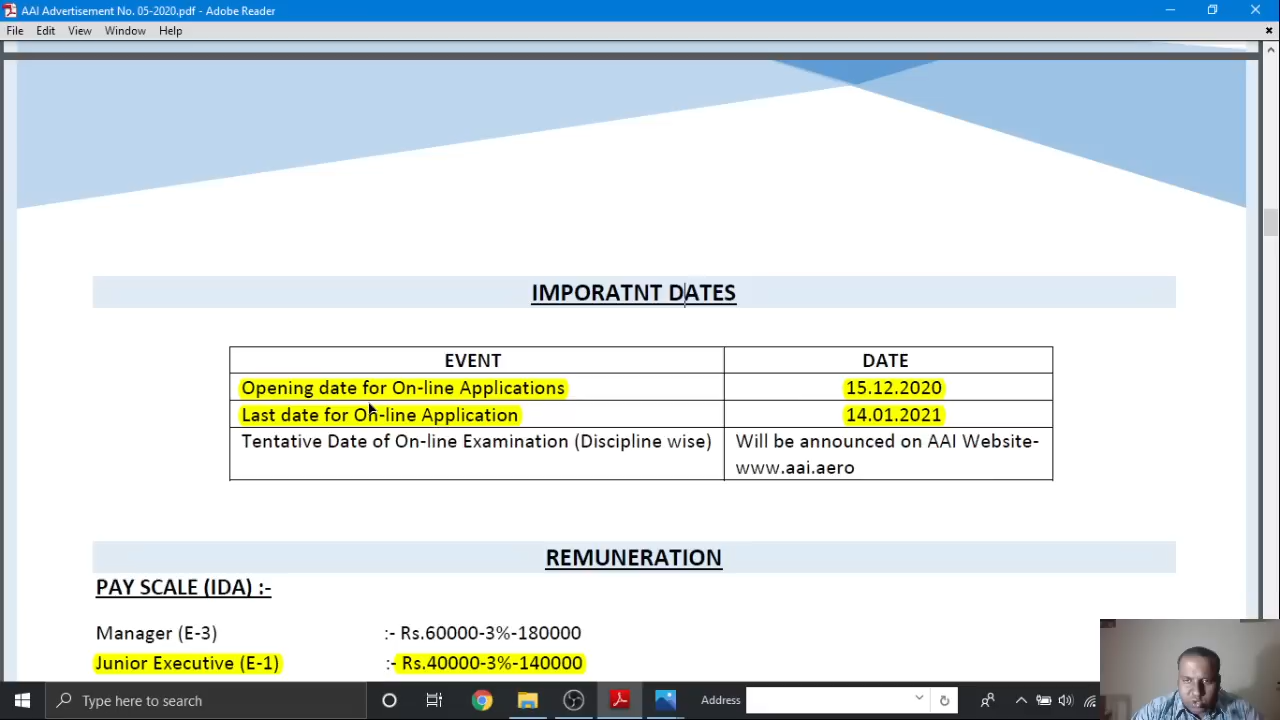 AAI Advertisement No. 05-2020.pdf - Adobe Reader
File Edit View Window Help
IMPORATNT DATES
EVENT DATE
Opening date for On-line Applications 15.12.2020
Last date for On-line Application 14.01.2021
Tentative Date of On-line Examination (Discipline wise) Will be announced on AAI Website-
www.aai.aero
REMUNERATION
PAY SCALE (IDA) :-
Manager (E-3) :- Rs.60000-3%-180000
Junior Executive (E-1) :- Rs.40000-3%-140000
Type here to search Address